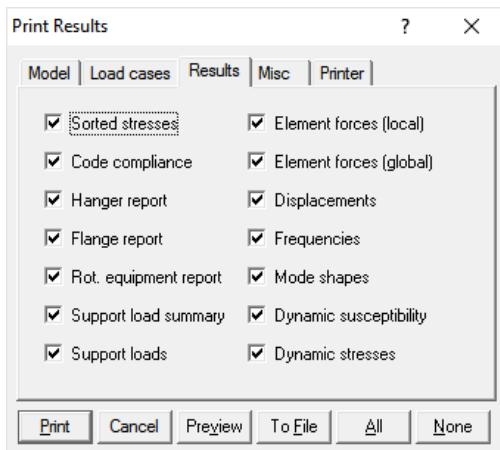 Print Results ? X
Model Load cases Results Misc Printer
Sorted stresses Element forces (local)
Code compliance Element forces (global)
Hanger report Displacements
Flange report Frequencies
Rot. equipment report Mode shapes
Support load summary Dynamic susceptibility
Support loads Dynamic stresses
Print Cancel Preview To File All None